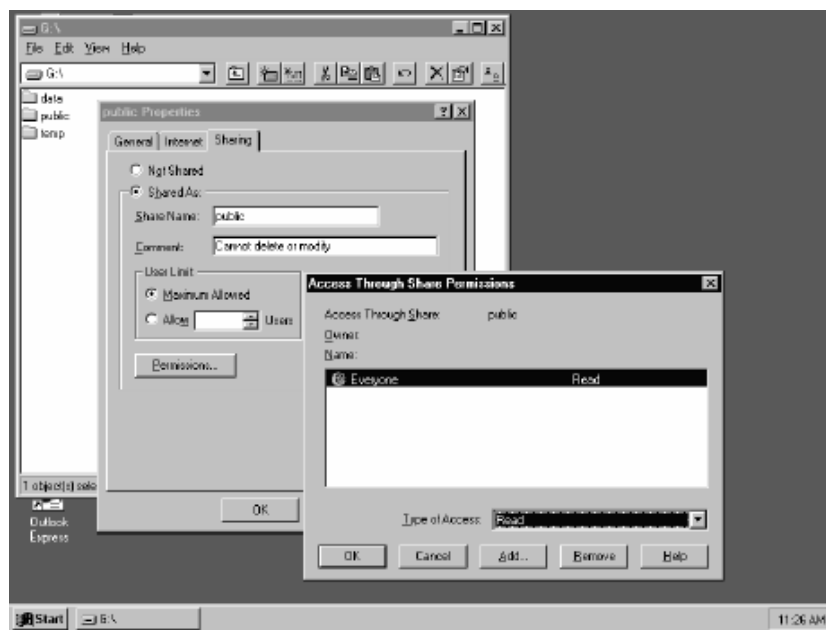 G:\
File Edit View Help
G:\
data
public
temp
public Properties
General Internet Sharing
Not Shared
Shared As:
Share Name: public
Comment: Cannot delete or modify
User Limit
Maximum Allowed
Allow Users
Permissions...
OK
1 object(s) sele
Access Through Share Permissions
Access Through Share: public
Owner:
Name:
Everyone Read
Type of Access: Read
OK Cancel Add... Remove Help
Outlook
Express
Start G:\ 11:26 AM